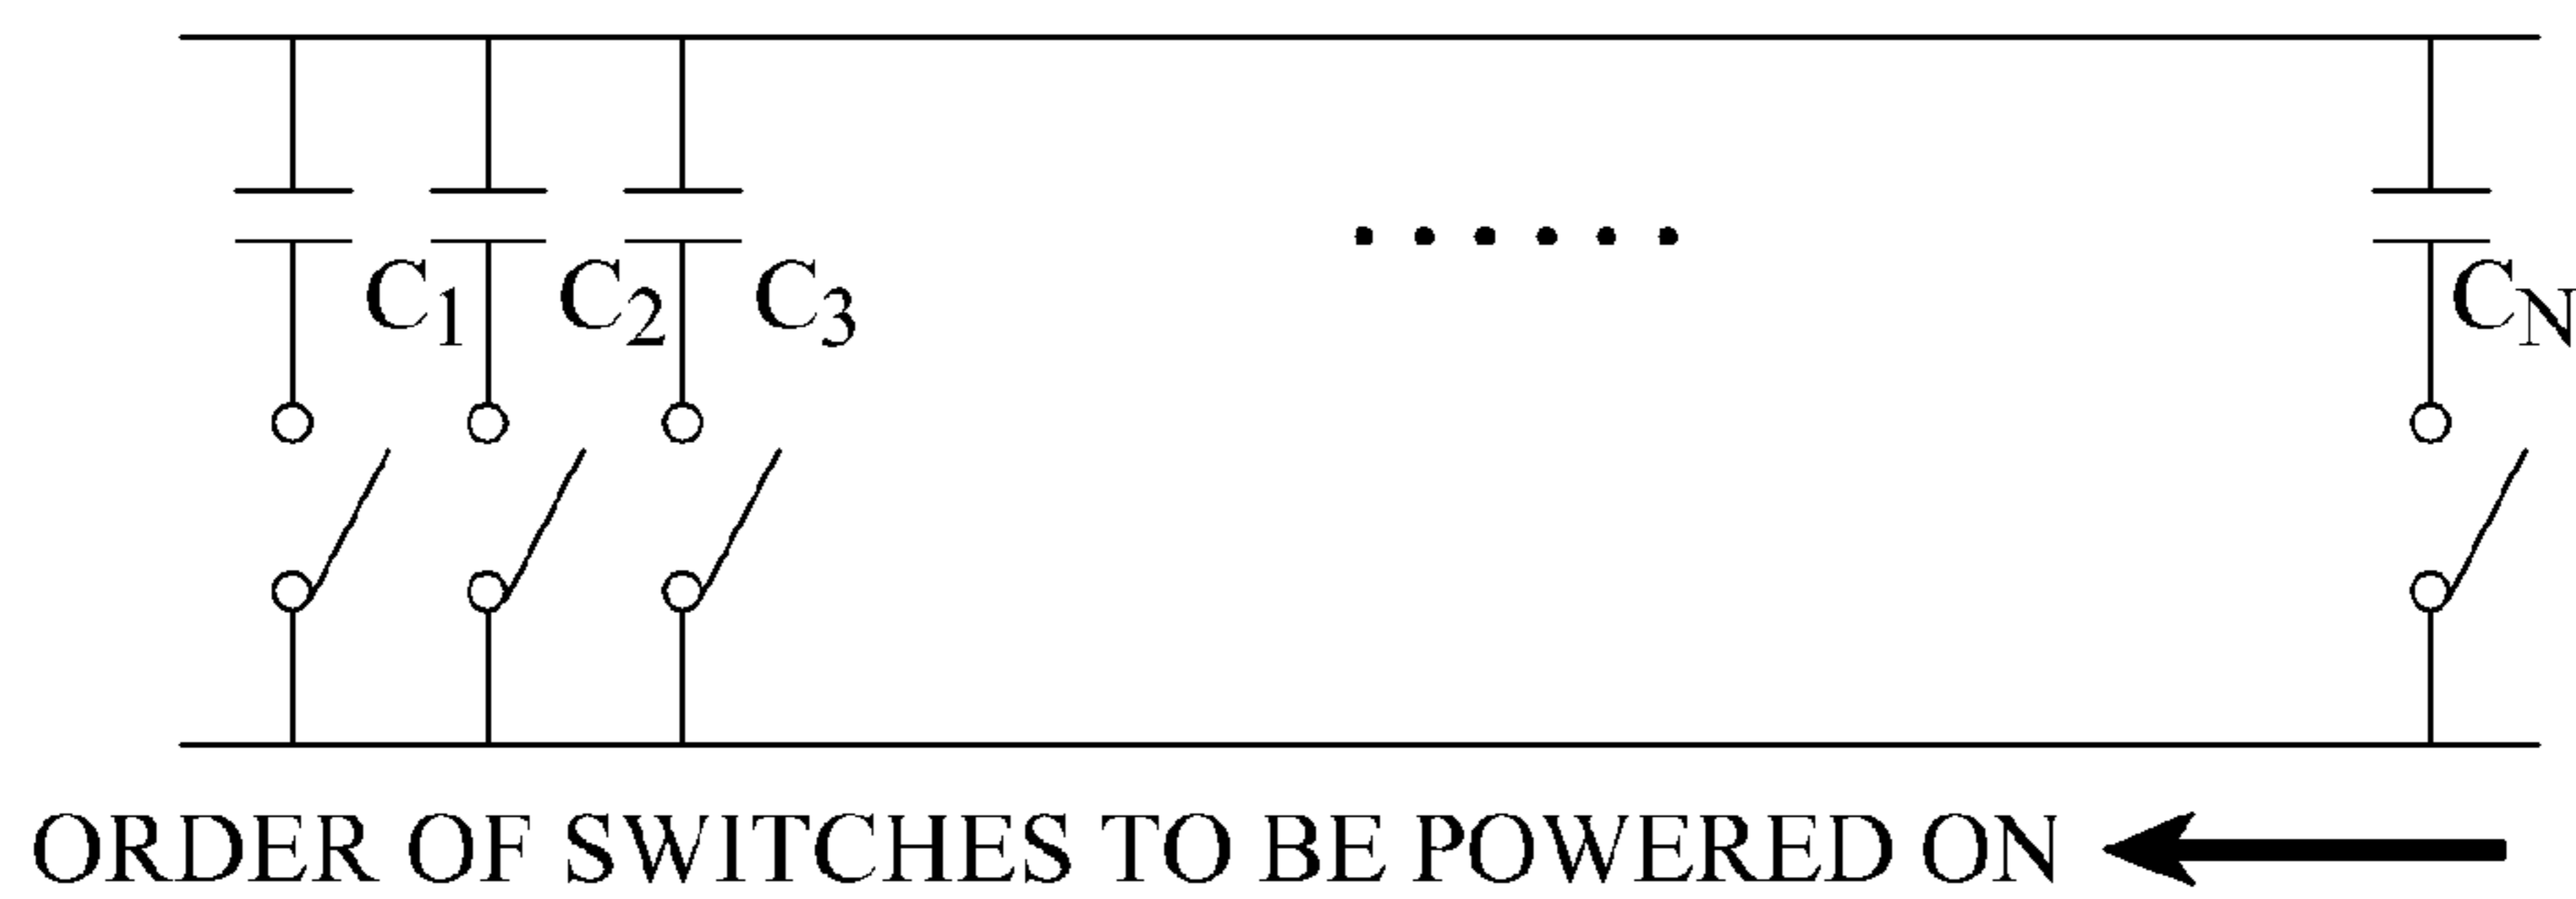 C1 C2 C3 CN
ORDER OF SWITCHES TO BE POWERED ON